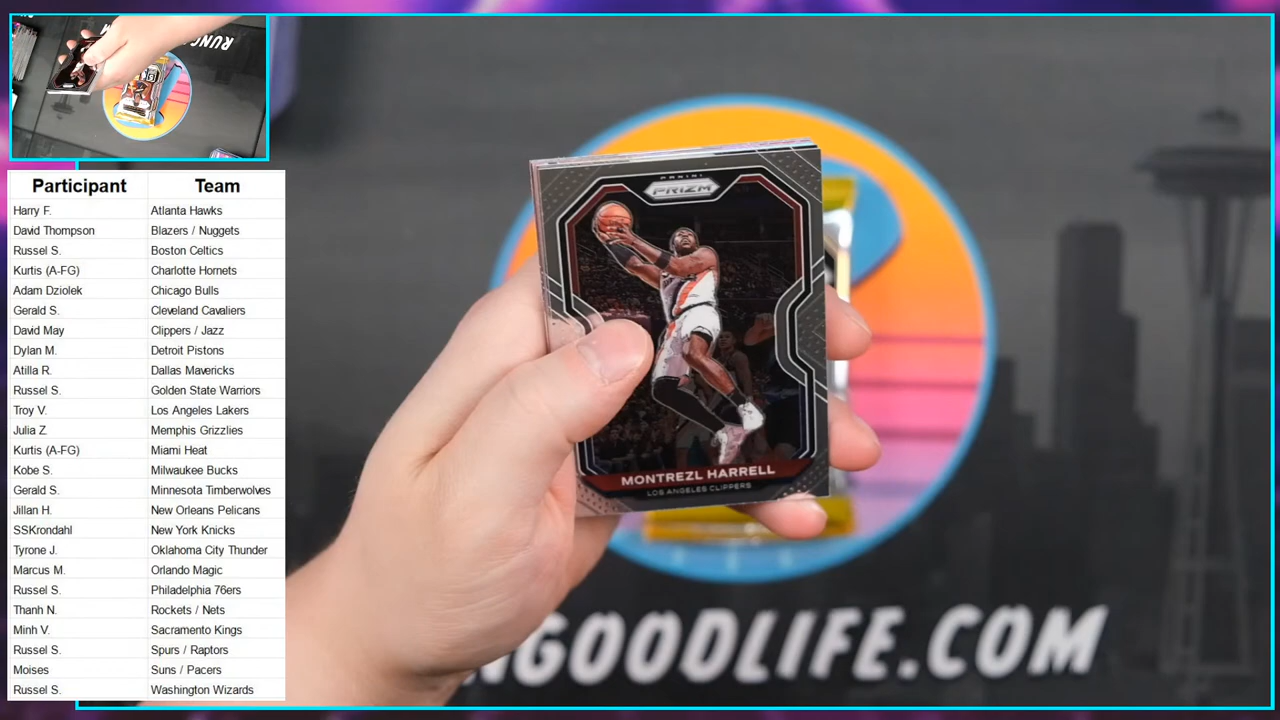 RUNG
Participant Team
Harry F. Atlanta Hawks
David Thompson Blazers / Nuggets
Russel S. Boston Celtics
Kurtis (A-FG) Charlotte Hornets
Adam Dziolek Chicago Bulls
Gerald S. Cleveland Cavaliers
David May Clippers / Jazz
Dylan M. Detroit Pistons
Atilla R. Dallas Mavericks
Russel S. Golden State Warriors
Troy V. Los Angeles Lakers
Julia Z. Memphis Grizzlies
Kurtis (A-FG) Miami Heat
Kobe S. Milwaukee Bucks
Gerald S. Minnesota Timberwolves
Jillan H. New Orleans Pelicans
SSKrondahl New York Knicks
Tyrone J. Oklahoma City Thunder
Marcus M. Orlando Magic
Russel S. Philadelphia 76ers
Thanh N. Rockets / Nets
Minh V. Sacramento Kings
Russel S. Spurs / Raptors
Moises Suns / Pacers
Russel S. Washington Wizards
PANINI
PRIZM
MONTREZL HARRELL
LOS ANGELES CLIPPERS
NGOODLIFE.COM